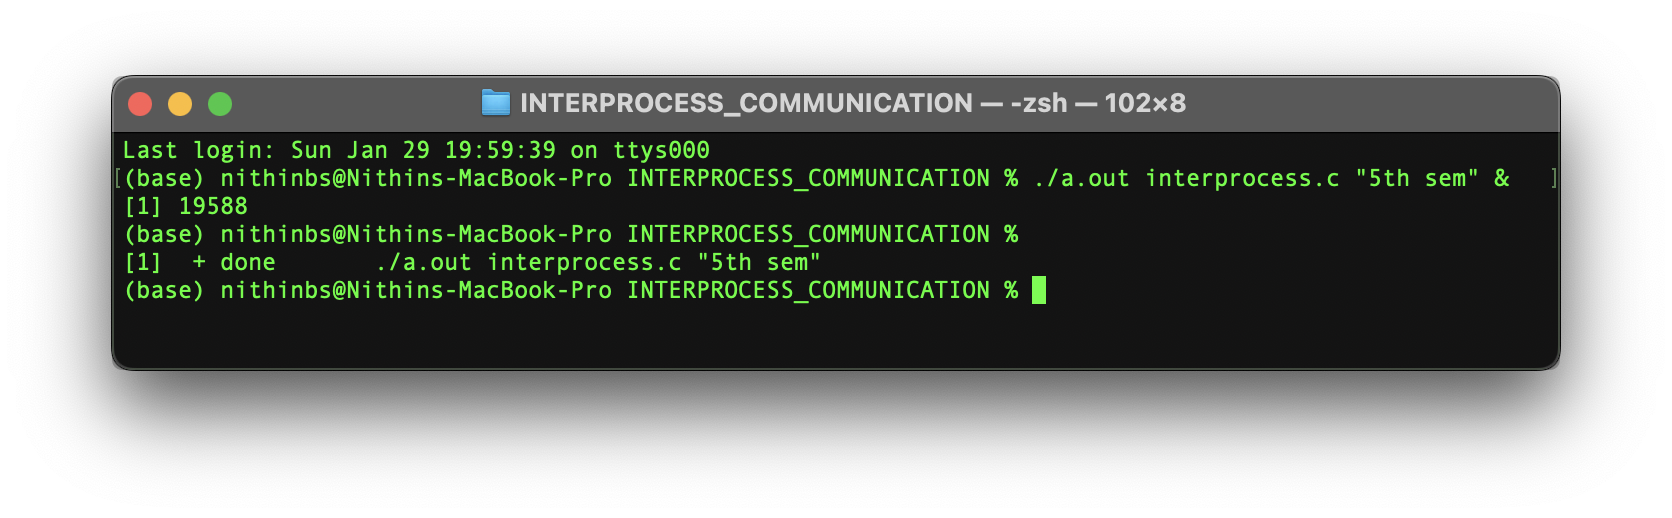 INTERPROCESS_COMMUNICATION — -zsh — 102×8
Last login: Sun Jan 29 19:59:39 on ttys000
[(base) nithinbs@Nithins-MacBook-Pro INTERPROCESS_COMMUNICATION % ./a.out interprocess.c "5th sem" & ]
[1] 19588
(base) nithinbs@Nithins-MacBook-Pro INTERPROCESS_COMMUNICATION %
[1]  + done       ./a.out interprocess.c "5th sem"
(base) nithinbs@Nithins-MacBook-Pro INTERPROCESS_COMMUNICATION %